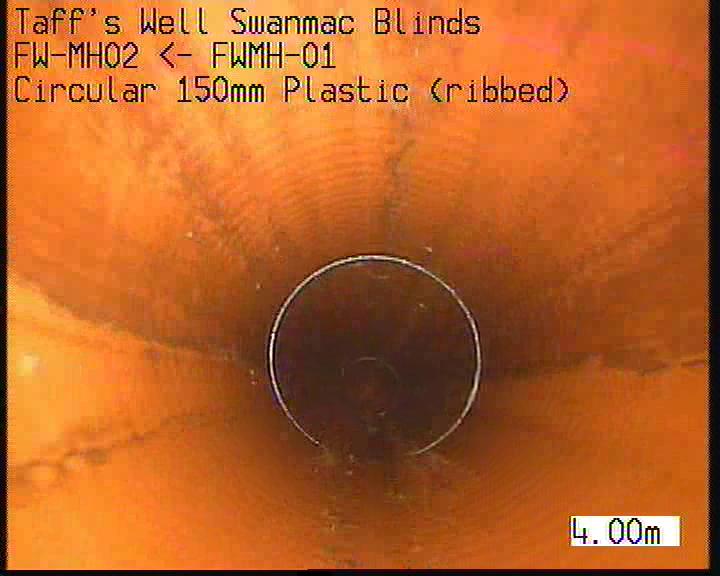 Taff's Well Swanmac Blinds
FW-MH02 <- FWMH-01
Circular 150mm Plastic (ribbed)
4.00m